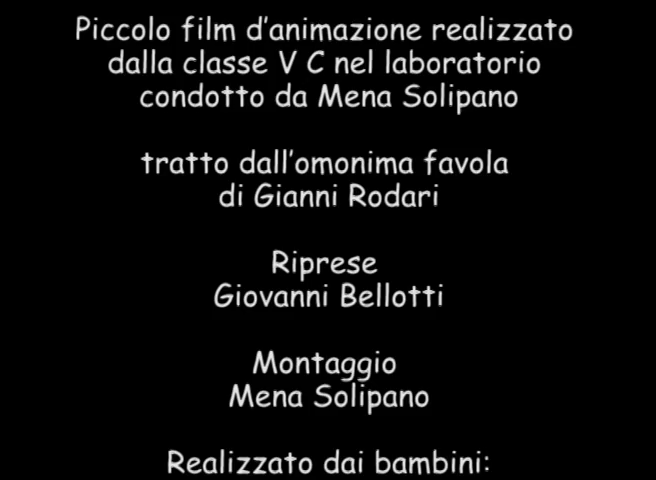 Piccolo film d'animazione realizzato
dalla classe V C nel laboratorio
condotto da Mena Solipano
tratto dall'omonima favola
di Gianni Rodari
Riprese
Giovanni Bellotti
Montaggio
Mena Solipano
Realizzato dai bambini: